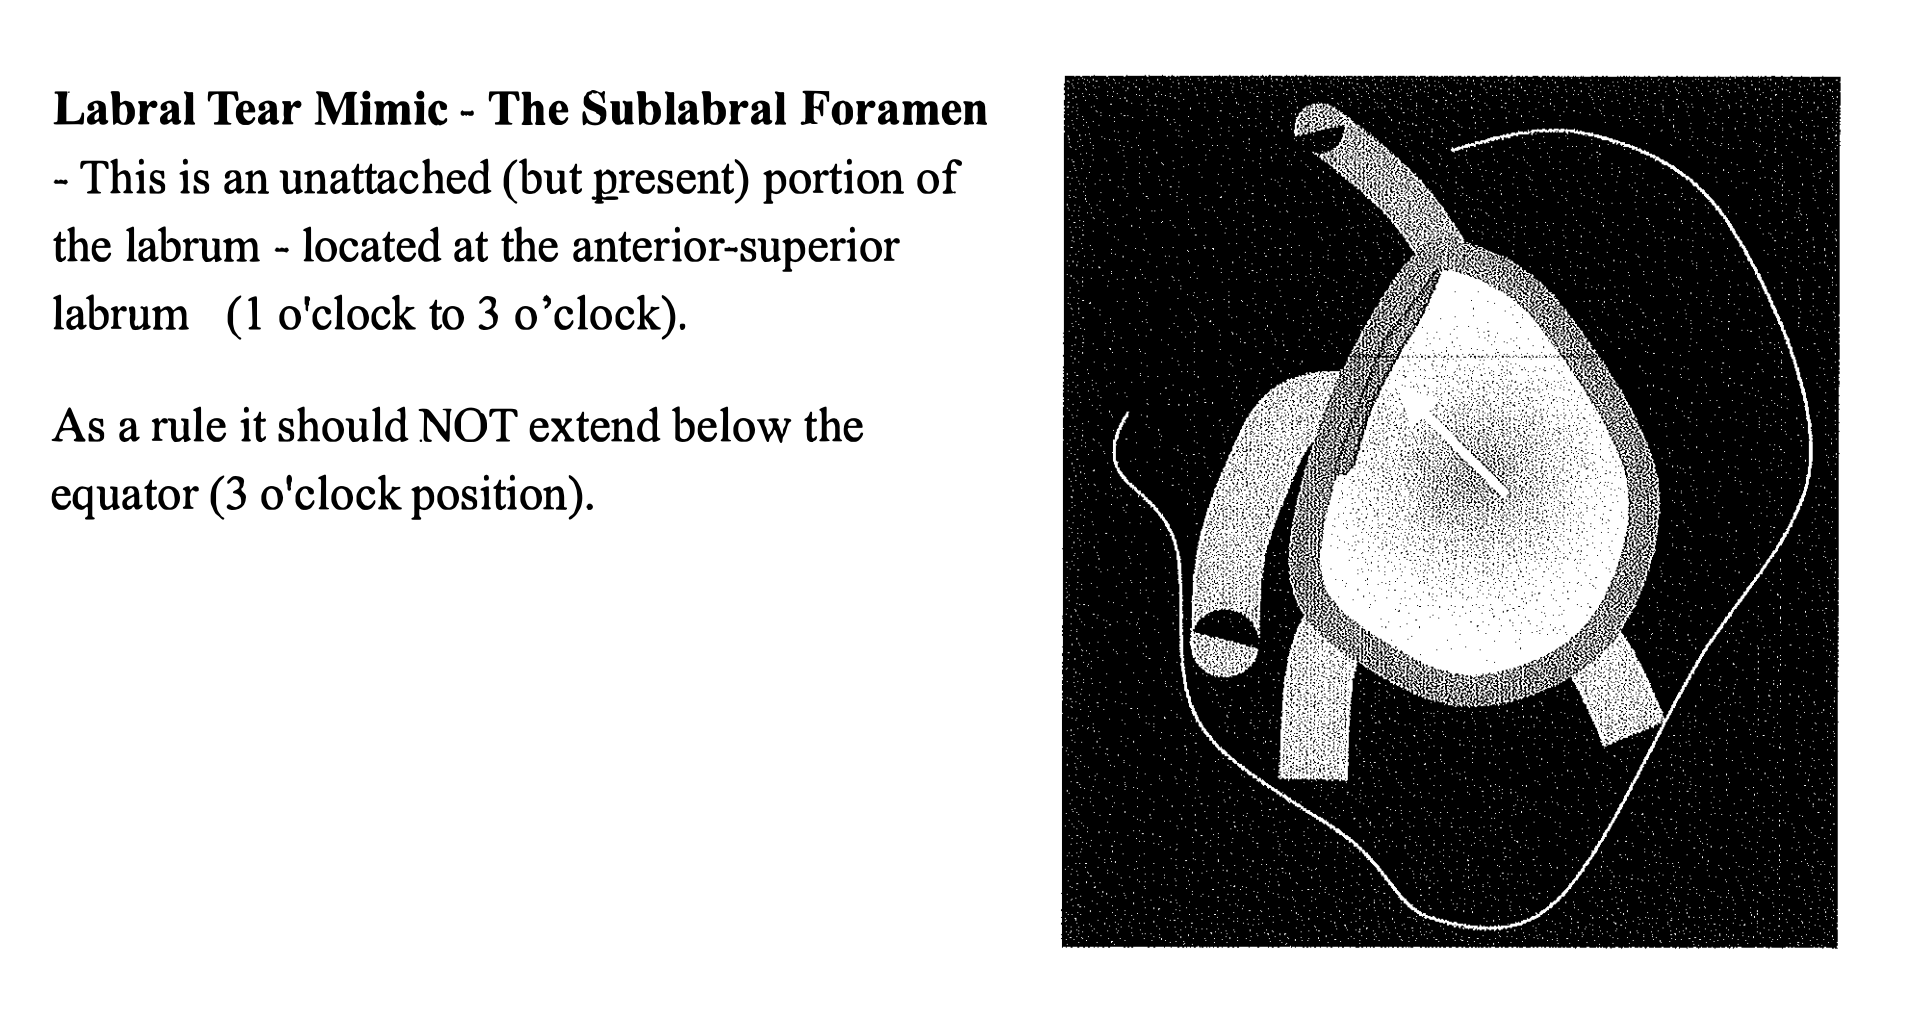 Labral Tear Mimic - The Sublabral Foramen
- This is an unattached (but present) portion of
the labrum - located at the anterior-superior
labrum (1 o'clock to 3 o’clock).
As a rule it should NOT extend below the
equator (3 o'clock position).